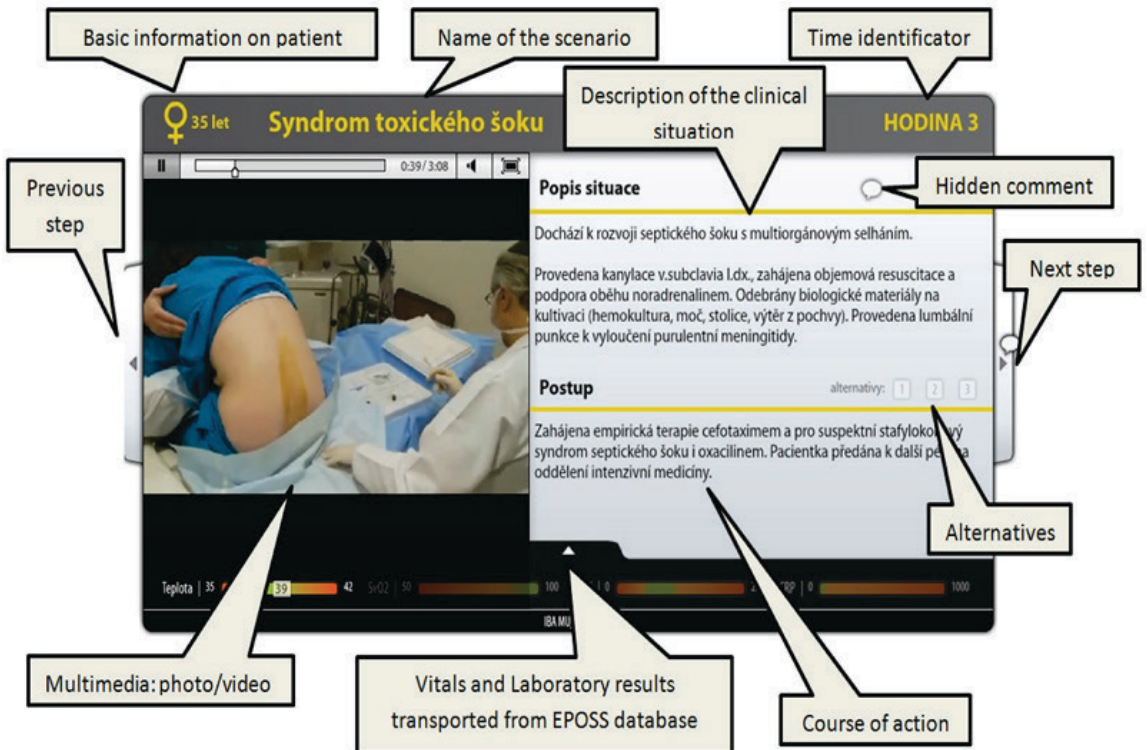 Basic information on patient
Name of the scenario
Time identificator
Description of the clinical
situation
35 let
Syndrom toxického šoku
HODINA 3
0:39/3:08
Previous
step
Popis situace
Hidden comment
Dochází k rozvoji septického šoku s multiorgánovým selháním.
Next step
Provedena kanylace v.subclavia l.dx., zahájena objemová resuscitace a
podpora oběhu noradrenalinem. Odebrány biologické materiály na
kultivaci (hemokultura, moč, stolice, výtěr z pochvy). Provedena lumbální
punkce k vyloučení purulentní meningitidy.
Postup
alternativy: 1 2 3
Zahájena empirická terapie cefotaximem a pro suspektní
syndrom septického šoku i oxacilinem. Pacientka předána k další
oddělení intenzivní medicíny.
Alternatives
Teplota | 35 39 42 SvO2 | 50 100 | 0 | 0 1000
IBA
Multimedia: photo/video
Vitals and Laboratory results
transported from EPOSS database
Course of action